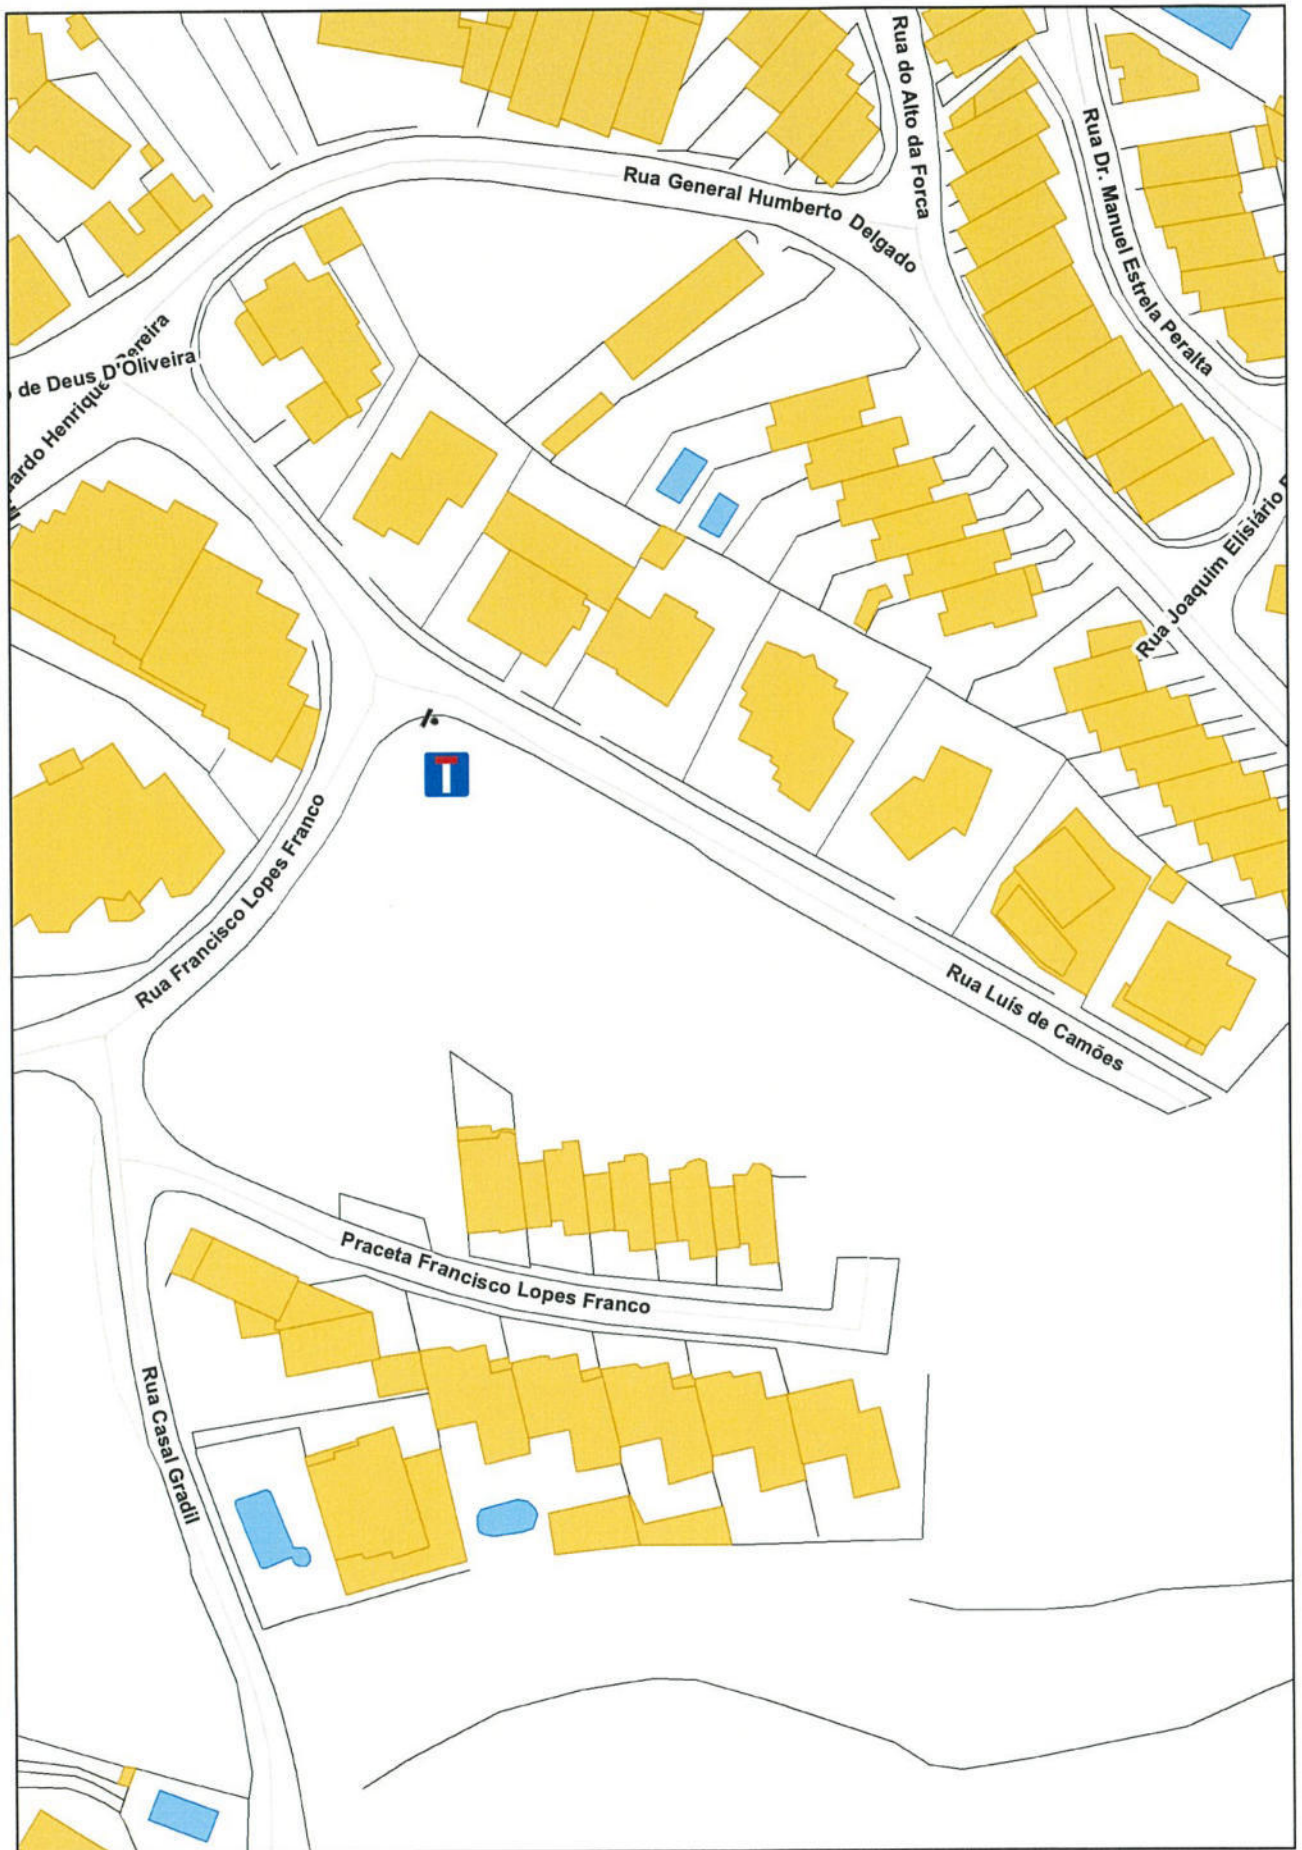 Rua do Alto da Forca
Rua Dr. Manuel Estrela Peralta
Rua General Humberto Delgado
de Deus D'Oliveira
ardo Henrique Pereira
Rua Joaquim Elisiário
Rua Francisco Lopes Franco
Rua Luís de Camões
Praceta Francisco Lopes Franco
Rua Casal Gradil